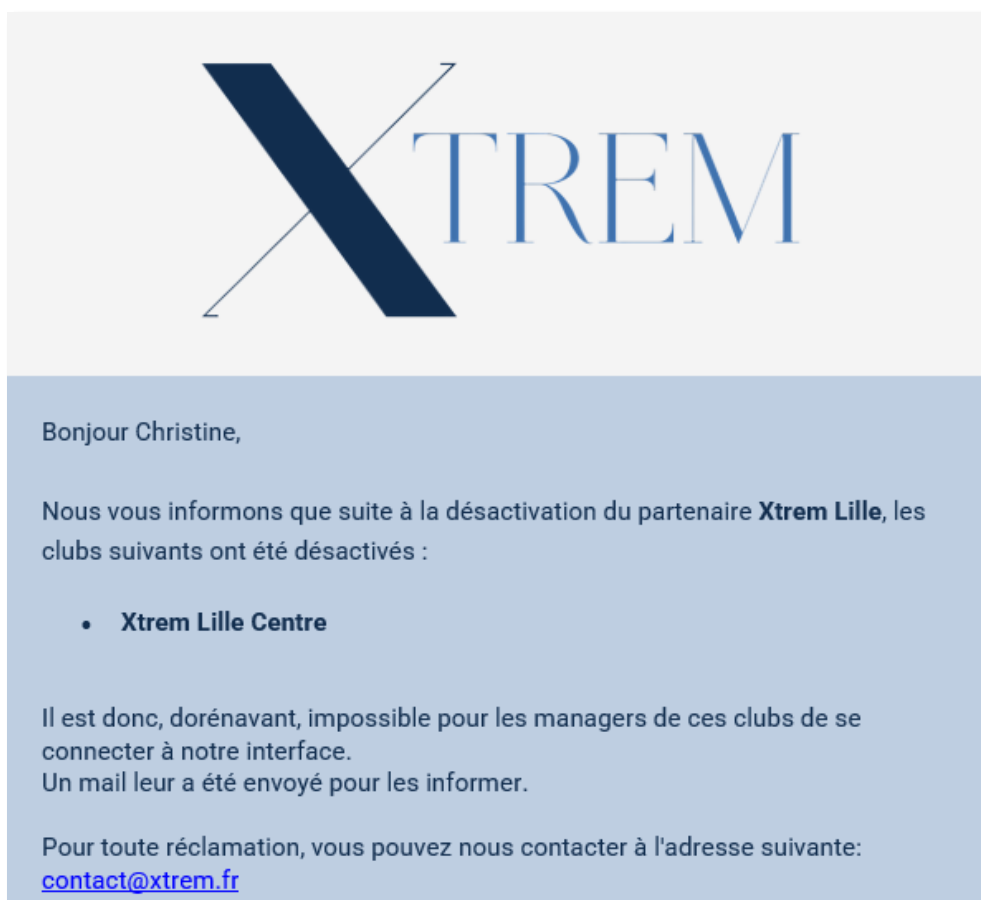 XTREM
Bonjour Christine,
Nous vous informons que suite à la désactivation du partenaire Xtrem Lille, les
clubs suivants ont été désactivés :
• Xtrem Lille Centre
Il est donc, dorénavant, impossible pour les managers de ces clubs de se
connecter à notre interface.
Un mail leur a été envoyé pour les informer.
Pour toute réclamation, vous pouvez nous contacter à l'adresse suivante:
contact@xtrem.fr